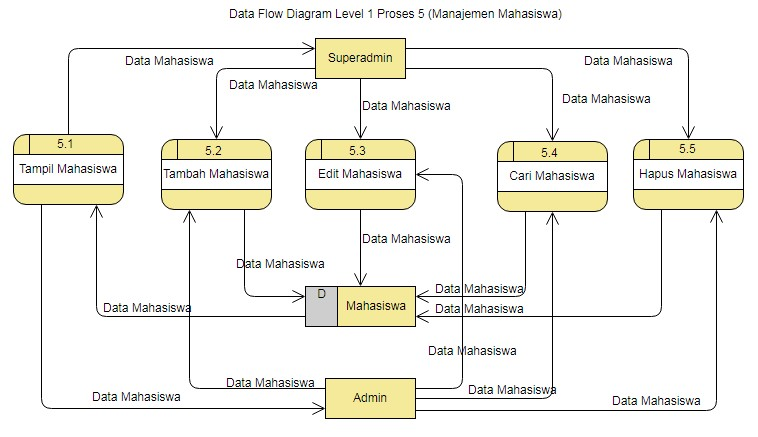 Data Flow Diagram Level 1 Proses 5 (Manajemen Mahasiswa)
Superadmin
Data Mahasiswa
Data Mahasiswa
Data Mahasiswa
Data Mahasiswa
Data Mahasiswa
5.1
Tampil Mahasiswa
5.2
Tambah Mahasiswa
5.3
Edit Mahasiswa
5.4
Cari Mahasiswa
5.5
Hapus Mahasiswa
Data Mahasiswa
Data Mahasiswa
Data Mahasiswa
Data Mahasiswa
Data Mahasiswa
D
Mahasiswa
Data Mahasiswa
Data Mahasiswa
Data Mahasiswa
Data Mahasiswa
Data Mahasiswa
Admin